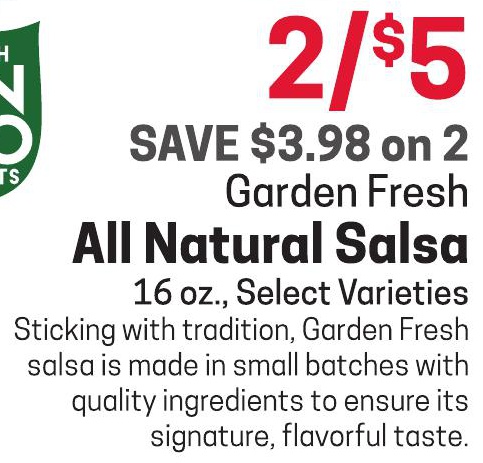 2/$5
SAVE $3.98 on 2
Garden Fresh
All Natural Salsa
16 oz., Select Varieties
Sticking with tradition, Garden Fresh
salsa is made in small batches with
quality ingredients to ensure its
signature, flavorful taste.